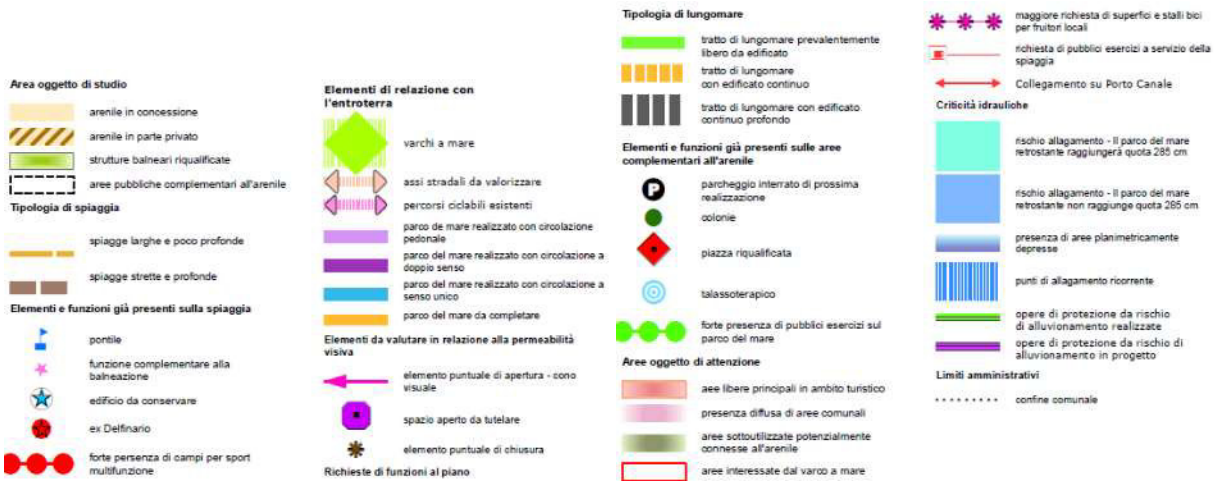 Area oggetto di studio
arenile in concessione
arenile in parte privato
strutture balneari riqualificate
aree pubbliche complementari all'arenile
Tipologia di spiaggia
spiagge larghe e poco profonde
spiagge strette e profonde
Elementi e funzioni già presenti sulla spiaggia
pontile
funzione complementare alla
balneazione
edificio da conservare
ex Delfinario
forte persenza di campi per sport
multifunzione
Elementi di relazione con
l'entroterra
varchi a mare
assi stradali da valorizzare
percorsi ciclabili esistenti
parco de mare realizzato con circolazione
pedonale
parco del mare realizzato con circolazione a
doppio senso
parco del mare realizzato con circolazione a
senso unico
parco del mare da completare
Elementi da valutare in relazione alla permeabilità
visiva
elemento puntuale di apertura - cono
visuale
spazio aperto da tutelare
elemento puntuale di chiusura
Richieste di funzioni al piano
Tipologia di lungomare
tratto di lungomare prevalentemente
libero da edificato
tratto di lungomare
con edificato continuo
tratto di lungomare con edificato
continuo profondo
Elementi e funzioni già presenti sulle aree
complementari all'arenile
P
parcheggio interrato di prossima
realizzazione
colonie
piazza riqualificata
talassoterapico
forte presenza di pubblici esercizi sul
parco del mare
Aree oggetto di attenzione
aee libere principali in ambito turistico
presenza diffusa di aree comunali
aree sottoutilizzate potenzialmente
connesse all'arenile
aree interessate dal varco a mare
maggiore richiesta di superfici e stalli bici
per fruitori locali
richiesta di pubblici esercizi a servizio della
spiaggia
Collegamento su Porto Canale
Criticità idrauliche
rischio allagamento - Il parco del mare
retrostante raggiungerà quota 285 cm
rischio allagamento - Il parco del mare
retrostante non raggiunge quota 285 cm
presenza di aree planimetricamente
depresse
punti di allagamento ricorrente
opere di protezione da rischio
di alluvionamento realizzate
opere di protezione da rischio di
alluvionamento in progetto
Limiti amministrativi
confine comunale